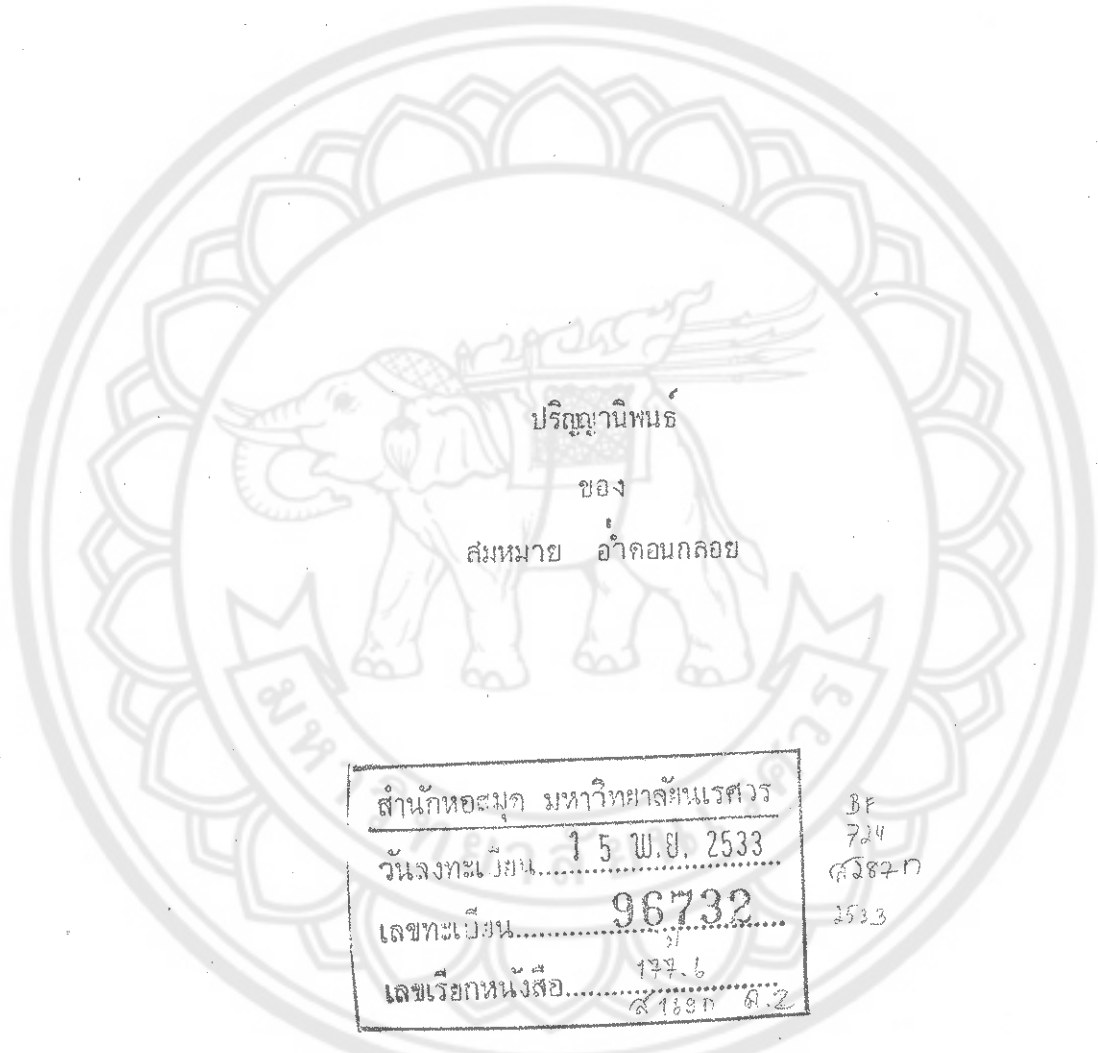 ปริญญานิพนธ์
ของ
สมหมาย อ่ำดอนกลอย
สำนักหอสมุด มหาวิทยาลัยนเรศวร
วันลงทะเบียน......1 5 พ.ย. 2533
เลขทะเบียน.......96732....
เลขเรียกหนังสือ.....
BF
724
2533